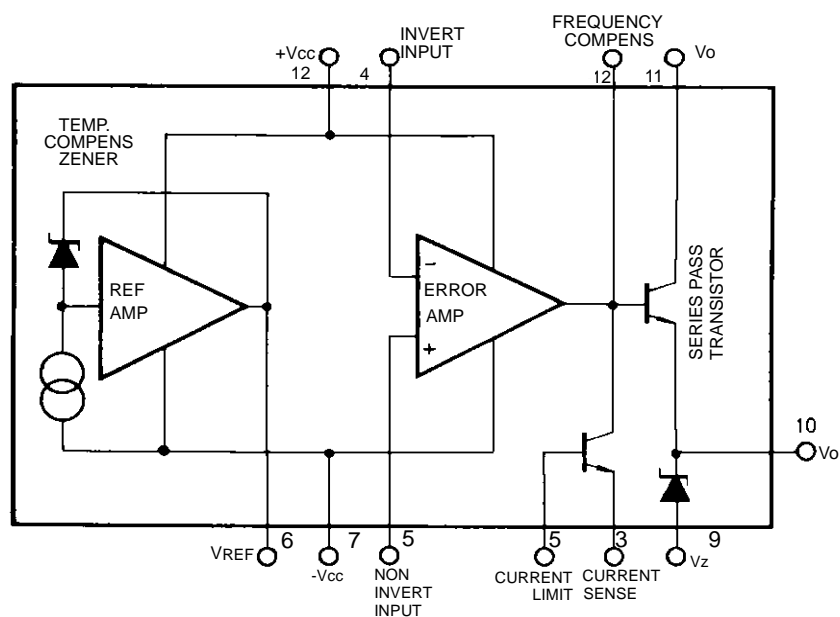 FREQUENCY
COMPENS
INVERT
INPUT
+Vcc
Vo
12
4
12
11
TEMP.
COMPENS
ZENER
REF
AMP
ERROR
AMP
−
+
SERIES PASS
TRANSISTOR
10
Vo
VREF
6
7
-Vcc
5
NON
INVERT
INPUT
5
CURRENT
LIMIT
3
CURRENT
SENSE
9
Vz